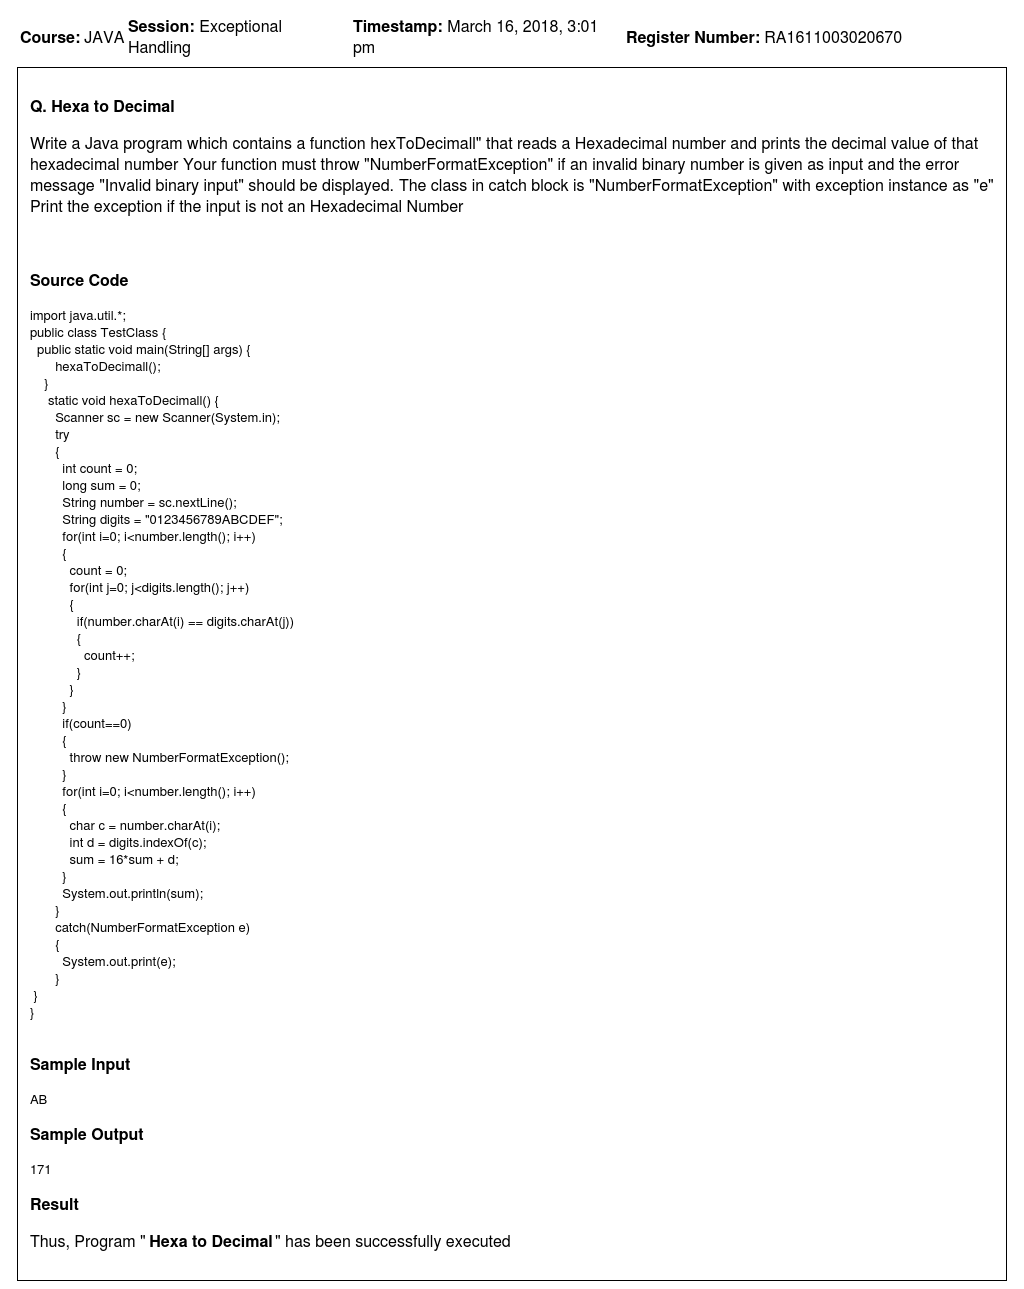 Course: JAVA Session: Exceptional Handling Timestamp: March 16, 2018, 3:01 pm Register Number: RA1611003020670
Q. Hexa to Decimal
Write a Java program which contains a function hexToDecimall" that reads a Hexadecimal number and prints the decimal value of that
hexadecimal number Your function must throw "NumberFormatException" if an invalid binary number is given as input and the error
message "Invalid binary input" should be displayed. The class in catch block is "NumberFormatException" with exception instance as "e"
Print the exception if the input is not an Hexadecimal Number
Source Code
import java.util.*;
public class TestClass {
public static void main(String[] args) {
hexaToDecimall();
}
static void hexaToDecimall() {
Scanner sc = new Scanner(System.in);
try
{
int count = 0;
long sum = 0;
String number = sc.nextLine();
String digits = "0123456789ABCDEF";
for(int i=0; i<number.length(); i++)
{
count = 0;
for(int j=0; j<digits.length(); j++)
{
if(number.charAt(i) == digits.charAt(j))
{
count++;
}
}
}
if(count==0)
{
throw new NumberFormatException();
}
for(int i=0; i<number.length(); i++)
{
char c = number.charAt(i);
int d = digits.indexOf(c);
sum = 16*sum + d;
}
System.out.println(sum);
}
catch(NumberFormatException e)
{
System.out.print(e);
}
}
}
Sample Input
AB
Sample Output
171
Result
Thus, Program " Hexa to Decimal " has been successfully executed